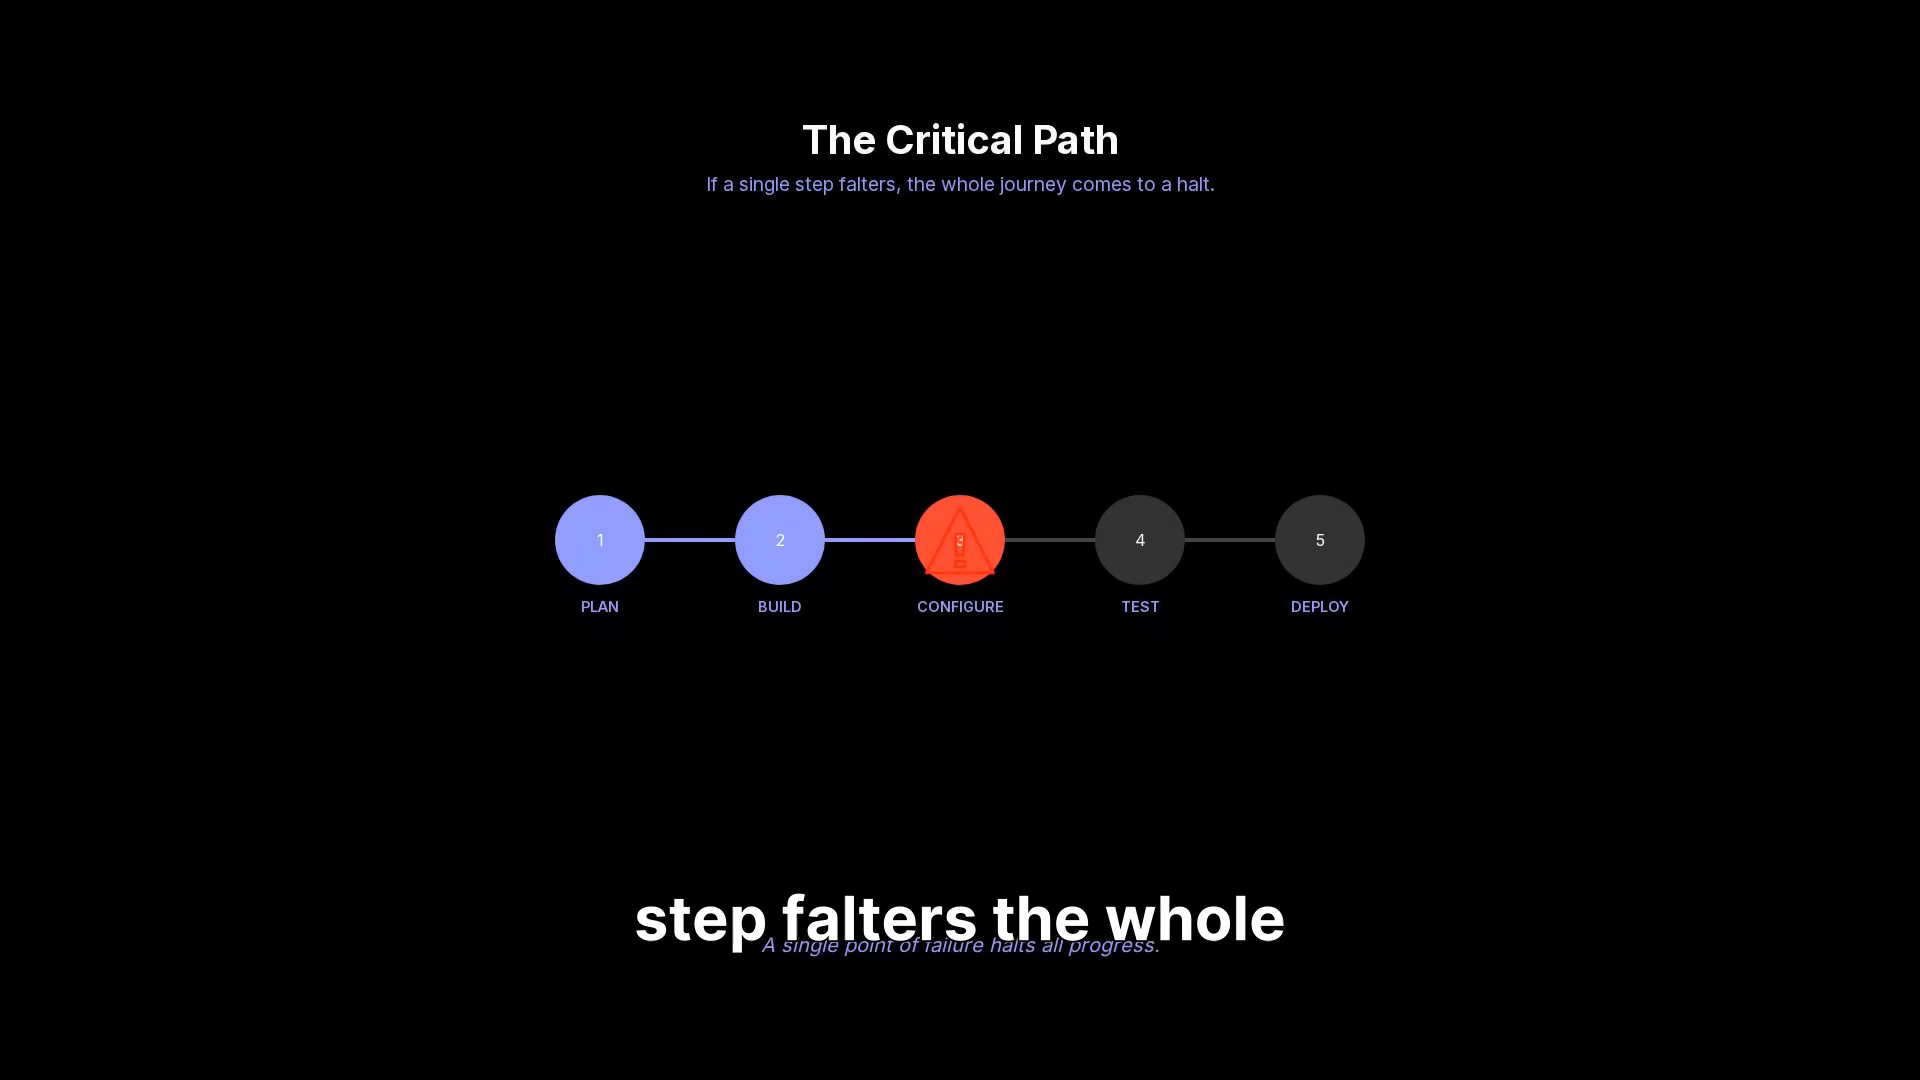 The Critical Path
If a single step falters, the whole journey comes to a halt.
1 2 3 4 5
PLAN BUILD CONFIGURE TEST DEPLOY
step falters the whole
A single point of failure halts all progress.